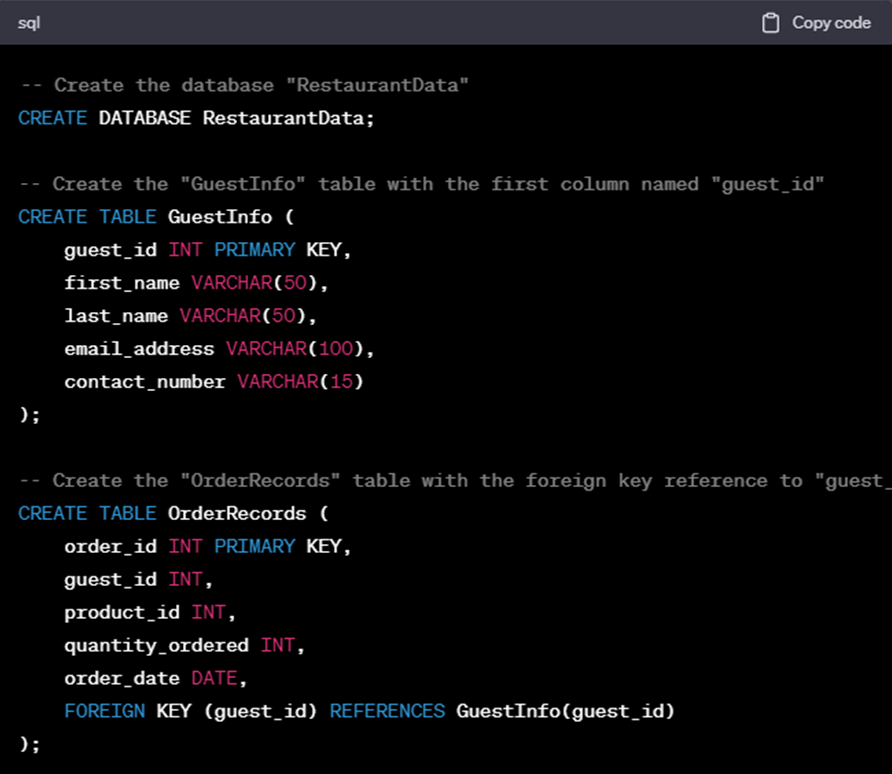 sql
Copy code
-- Create the database "RestaurantData"
CREATE DATABASE RestaurantData;
-- Create the "GuestInfo" table with the first column named "guest_id"
CREATE TABLE GuestInfo (
guest_id INT PRIMARY KEY,
first_name VARCHAR(50),
last_name VARCHAR(50),
email_address VARCHAR(100),
contact_number VARCHAR(15)
);
-- Create the "OrderRecords" table with the foreign key reference to "guest_
CREATE TABLE OrderRecords (
order_id INT PRIMARY KEY,
guest_id INT,
product_id INT,
quantity_ordered INT,
order_date DATE,
FOREIGN KEY (guest_id) REFERENCES GuestInfo(guest_id)
);